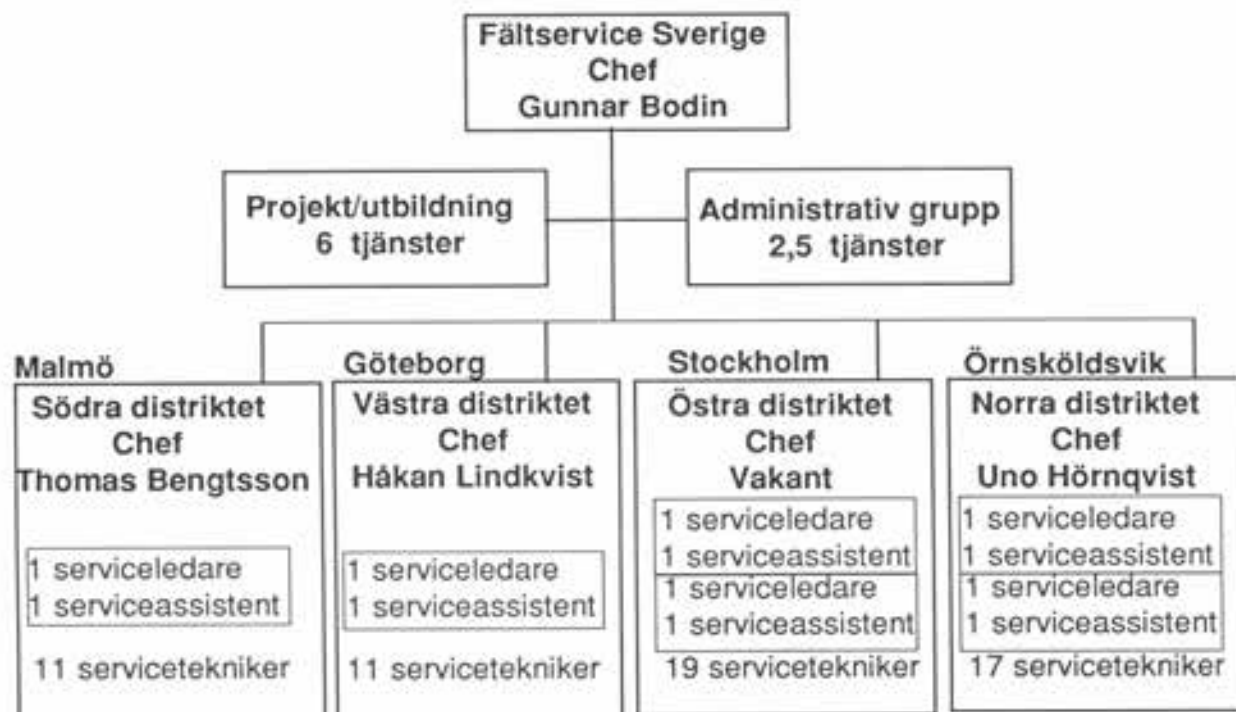 Fältservice Sverige
Chef
Gunnar Bodin
Projekt/utbildning
6 tjänster
Administrativ grupp
2,5 tjänster
Malmö
Södra distriktet
Chef
Thomas Bengtsson
1 serviceledare
1 serviceassistent
11 servicetekniker
Göteborg
Västra distriktet
Chef
Håkan Lindkvist
1 serviceledare
1 serviceassistent
11 servicetekniker
Stockholm
Östra distriktet
Chef
Vakant
1 serviceledare
1 serviceassistent
1 serviceledare
1 serviceassistent
19 servicetekniker
Örnsköldsvik
Norra distriktet
Chef
Uno Hörnqvist
1 serviceledare
1 serviceassistent
1 serviceledare
1 serviceassistent
17 servicetekniker